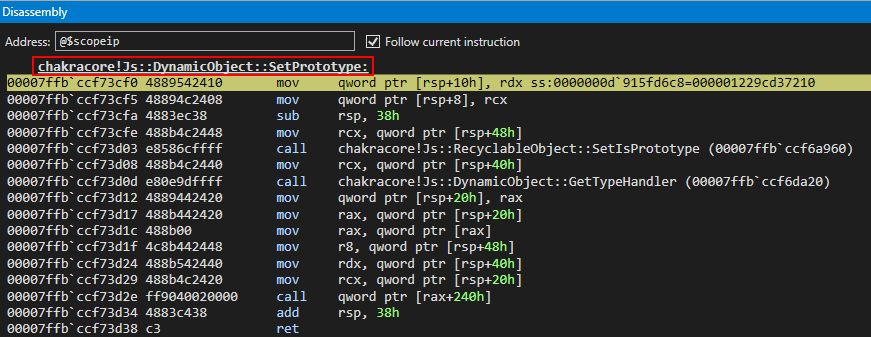 Disassembly
Address: @$scopeip Follow current instruction
chakracore!Js::DynamicObject::SetPrototype:
00007ffb`ccf73cf0 4889542410 mov qword ptr [rsp+10h], rdx ss:0000000d`915fd6c8=000001229cd37210
00007ffb`ccf73cf5 48894c2408 mov qword ptr [rsp+8], rcx
00007ffb`ccf73cfa 4883ec38 sub rsp, 38h
00007ffb`ccf73cfe 488b4c2448 mov rcx, qword ptr [rsp+48h]
00007ffb`ccf73d03 e8586cffff call chakracore!Js::RecyclableObject::SetIsPrototype (00007ffb`ccf6a960)
00007ffb`ccf73d08 488b4c2440 mov rcx, qword ptr [rsp+40h]
00007ffb`ccf73d0d e80e9dffff call chakracore!Js::DynamicObject::GetTypeHandler (00007ffb`ccf6da20)
00007ffb`ccf73d12 4889442420 mov qword ptr [rsp+20h], rax
00007ffb`ccf73d17 488b442420 mov rax, qword ptr [rsp+20h]
00007ffb`ccf73d1c 488b00 mov rax, qword ptr [rax]
00007ffb`ccf73d1f 4c8b442448 mov r8, qword ptr [rsp+48h]
00007ffb`ccf73d24 488b542440 mov rdx, qword ptr [rsp+40h]
00007ffb`ccf73d29 488b4c2420 mov rcx, qword ptr [rsp+20h]
00007ffb`ccf73d2e ff9040020000 call qword ptr [rax+240h]
00007ffb`ccf73d34 4883c438 add rsp, 38h
00007ffb`ccf73d38 c3 ret